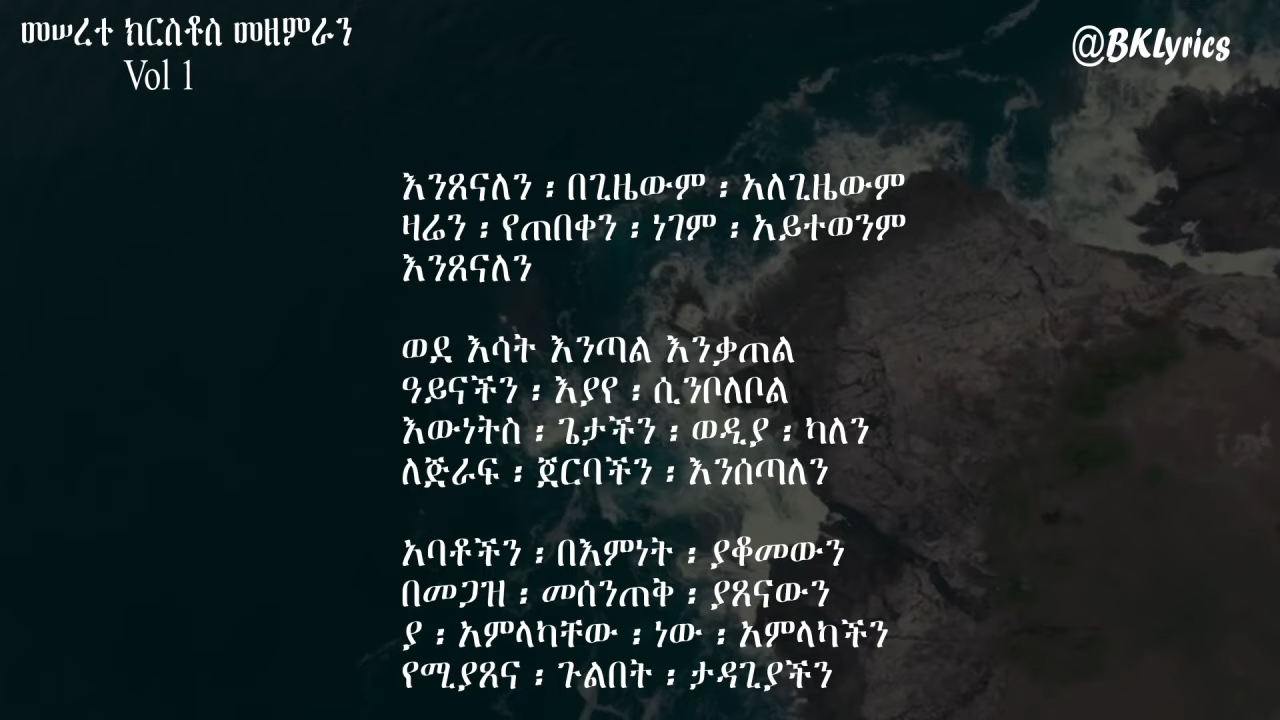 መሠረተ ክርስቶስ መዘምራን
Vol 1
@BKLyrics
እንጸናለን ፡ በጊዜውም ፡ አለጊዜውም
ዛሬን ፡ የጠበቀን ፡ ነገም ፡ አይተወንም
እንጸናለን
ወደ እሳት እንጣል እንቃጠል
ዓይናችን ፡ እያየ ፡ ሲንቦለቦል
እውነትስ ፡ ጌታችን ፡ ወዲያ ፡ ካለን
ለጅራፍ ፡ ጀርባችን ፡ እንሰጣለን
አባቶችን ፡ በእምነት ፡ ያቆመውን
በመጋዝ ፡ መሰንጠቅ ፡ ያጸናውን
ያ ፡ አምላካቸው ፡ ነው ፡ አምላካችን
የሚያጸና ፡ ጉልበት ፡ ታዳጊያችን